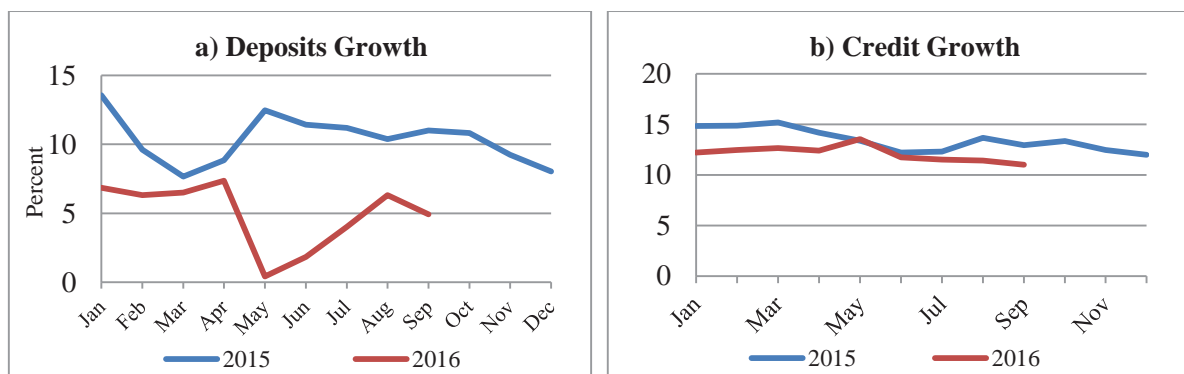 a) Deposits Growth
Percent
15
10
5
0
Jan Feb Mar Apr May Jun Jul Aug Sep Oct Nov Dec
2015 2016
b) Credit Growth
20
15
10
5
0
Jan Mar May Jul Sep Nov
2015 2016